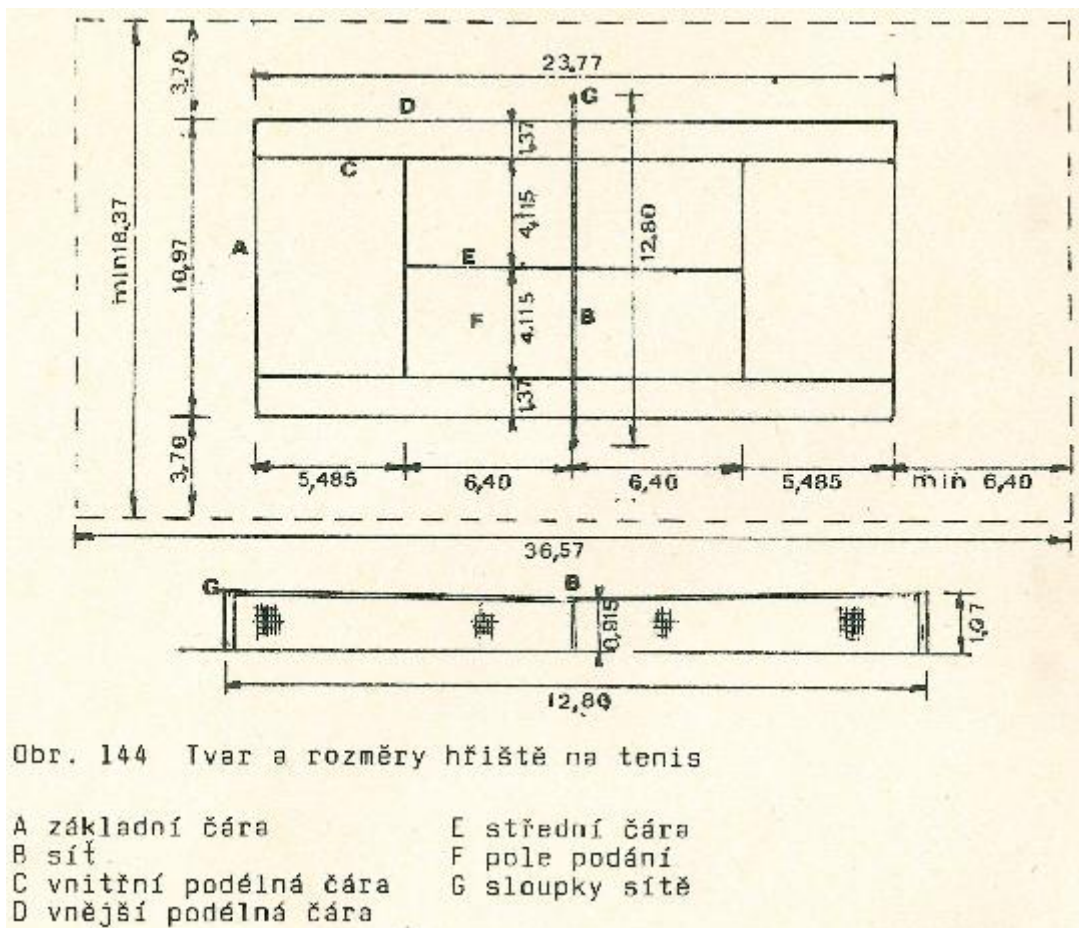 23,77
3,70
D
G
1,37
C
4,115
12,80
min 18,37
10,97
A
E
F
4,115
B
1,37
3,70
5,485 6,40 6,40 5,485 min 6,40
36,57
G B
0,915
1,07
12,80
Obr. 144 Tvar a rozměry hřiště na tenis
A základní čára
B síť
C vnitřní podélná čára
D vnější podélná čára
E střední čára
F pole podání
G sloupky sítě